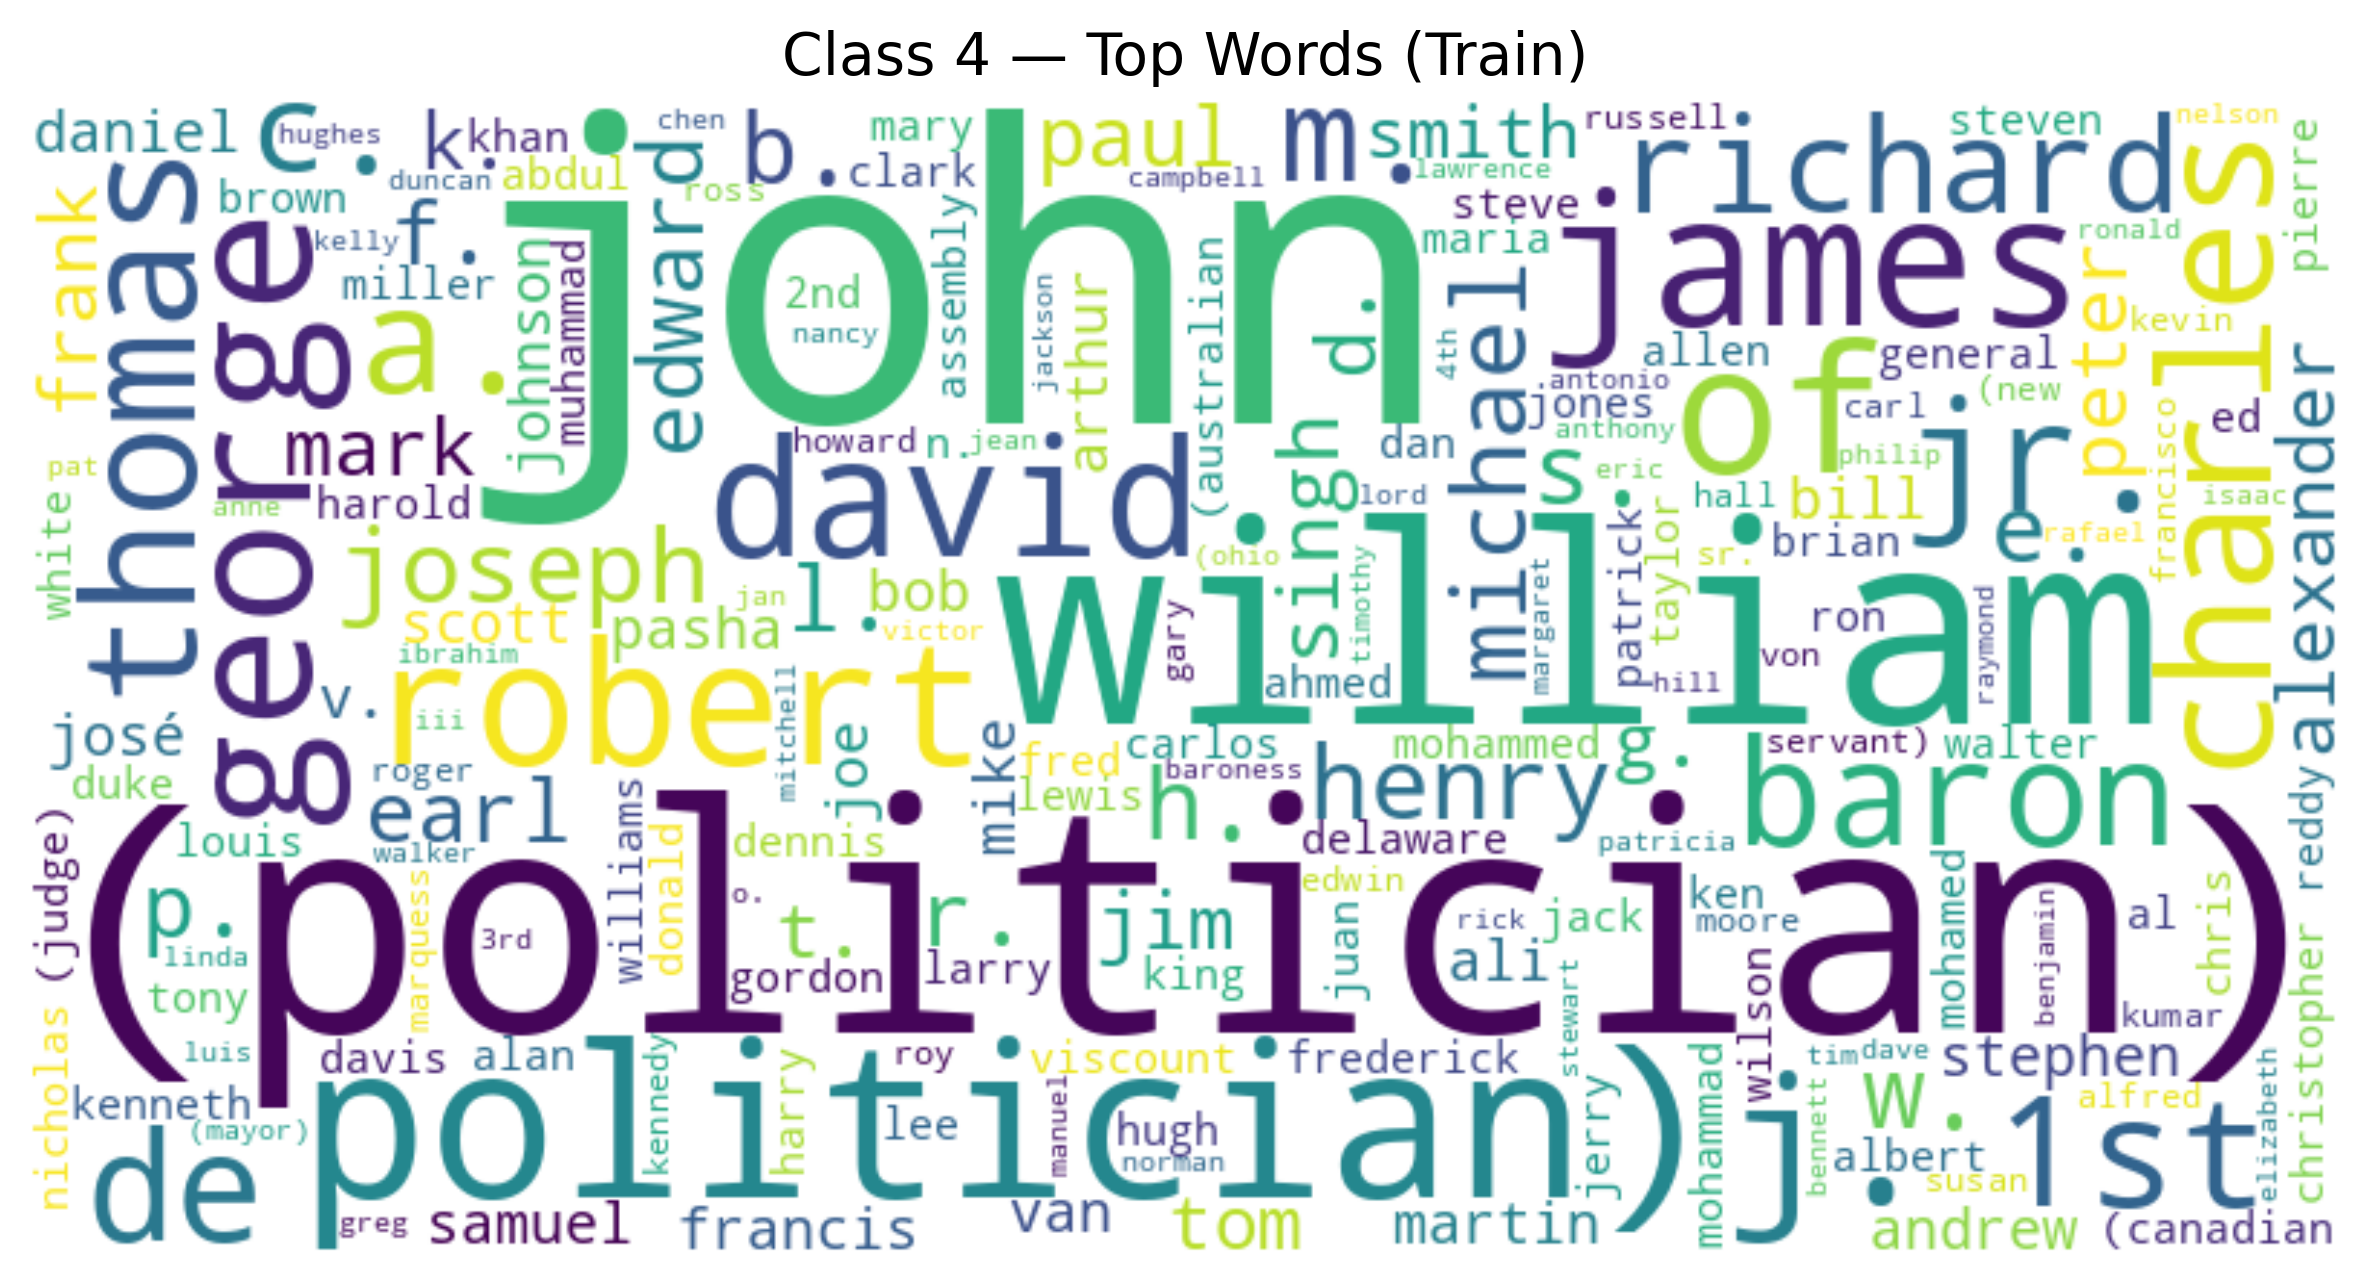 Class 4 — Top Words (Train)
daniel
c.
hughes
k.
khan
chen
b.
mary
paul
m.
smith
russell
richard
steven
nelson
pierre
duncan
abdul
ross
clark
campbell
lawrence
steve
frank
thomas
brown
george
kelly
f.
miller
johnson
muhammad
edward
john
2nd
nancy
assembly
jackson
arthur
(australian
d.
4th
michael
maria
james
ronald
peter
kevin
charles
allen
general
of
antonio
jones
carl
(new
ed
alexander
a.
mark
howard
n.
jean
dan
anthony
philip
francisco
jr.
pat
white
anne
harold
david
singh
lord
s.
eric
hall
bill
isaac
joseph
(ohio
timothy
margaret
patrick
taylor
sr.
brian
e.
rafael
scott
jan
l.
bob
pasha
victor
william
gary
ron
raymond
von
ibrahim
v.
iii
robert
mitchell
ahmed
hill
josé
duke
roger
joe
mike
fred
carlos
mohammed
g.
servant)
walter
earl
baroness
lewis
h.
henry
baron
reddy
(judge)
louis
walker
williams
donald
dennis
delaware
patricia
(politician)
p.
linda
marquess
3rd
o.
t.
r.
jim
edwin
juan
rick
ali
jack
ken
moore
mohamed
benjamin
al
chris
christopher
tony
gordon
larry
king
stewart
wilson
kumar
nicholas
luis
davis
alan
kennedy
harry
roy
viscount
frederick
tim
dave
stephen
kenneth
(mayor)
de
politician)
lee
manuel
hugh
norman
jerry
mohammad
j.
bennett
w.
albert
susan
alfred
1st
elizabeth
greg
samuel
francis
van
tom
martin
andrew
(canadian